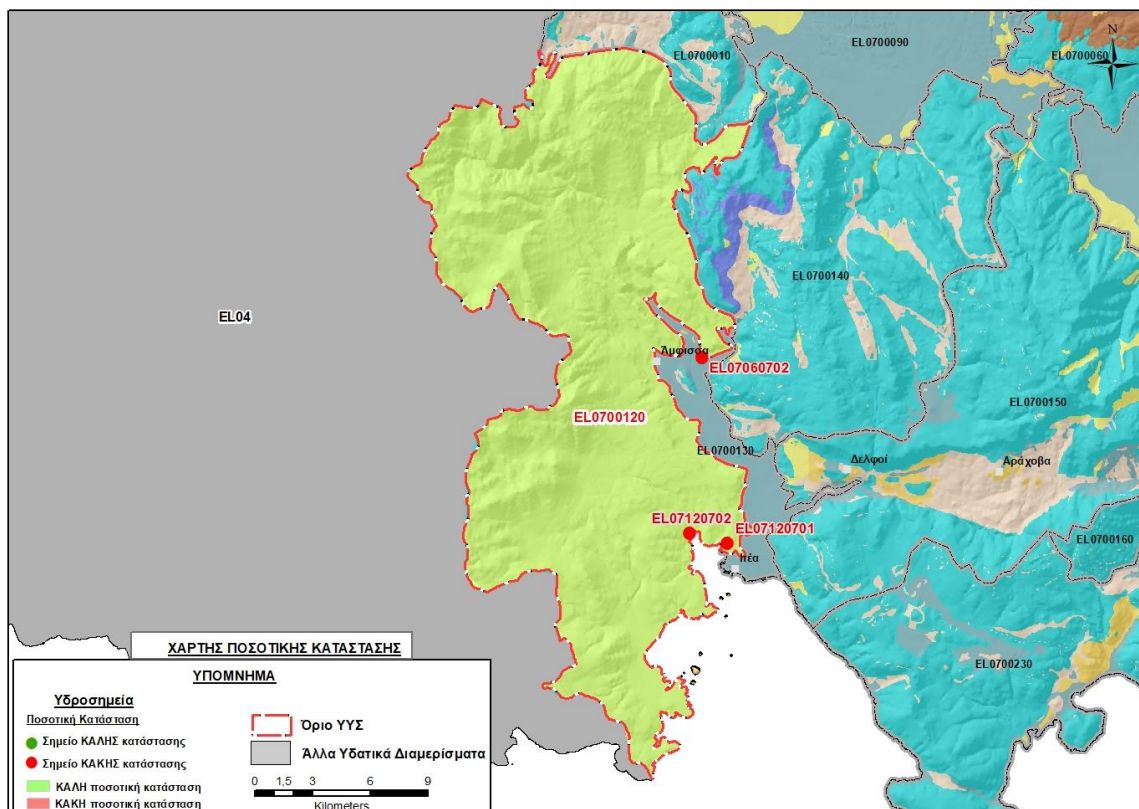 EL0700090
N
EL0700010
EL0700060
EL0700140
EL04
Άμφισσα
EL07060702
EL0700150
EL0700120
EL0700130
Δελφοί
Αράχοβα
EL07120702
EL07120701
EL0700160
Ιτέα
EL0700230
ΧΑΡΤΗΣ ΠΟΣΟΤΙΚΗΣ ΚΑΤΑΣΤΑΣΗΣ
ΥΠΟΜΝΗΜΑ
Υδροσημεία
Ποσοτική Κατάσταση
Σημείο ΚΑΛΗΣ κατάστασης
Σημείο ΚΑΚΗΣ κατάστασης
ΚΑΛΗ ποσοτική κατάσταση
ΚΑΚΗ ποσοτική κατάσταση
Όριο ΥΥΣ
Άλλα Υδατικά Διαμερίσματα
0 1,5 3 6 9
Kilometers